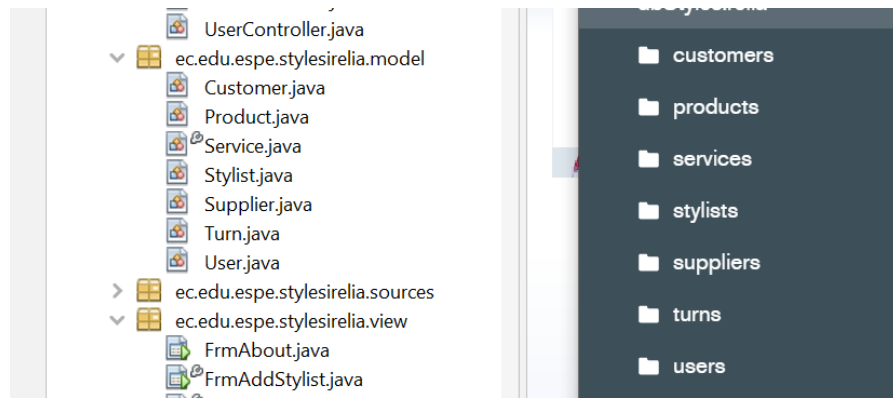 UserController.java
ec.edu.espe.stylesirelia.model
Customer.java
Product.java
Service.java
Stylist.java
Supplier.java
Turn.java
User.java
ec.edu.espe.stylesirelia.sources
ec.edu.espe.stylesirelia.view
FrmAbout.java
FrmAddStylist.java
customers
products
services
stylists
suppliers
turns
users